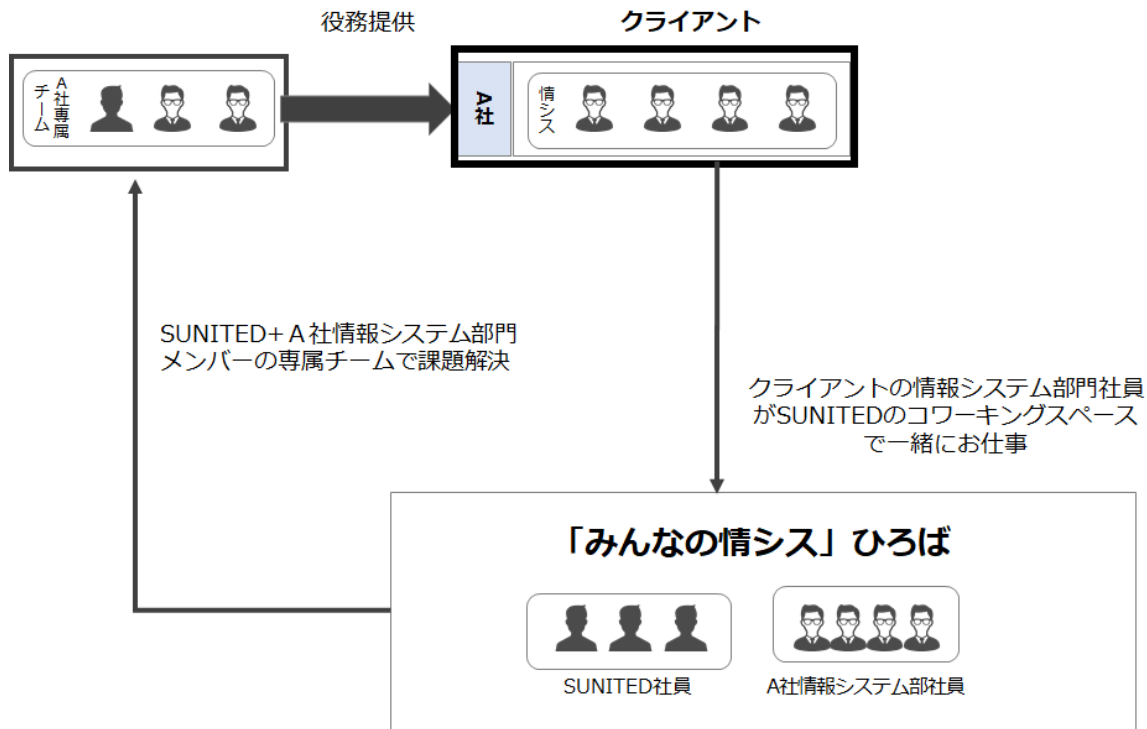 役務提供
クライアント
A社専属
チーム
A社
情シス
SUNITED+A社情報システム部門
メンバーの専属チームで課題解決
クライアントの情報システム部門社員
がSUNITEDのコワーキングスペース
で一緒にお仕事
「みんなの情シス」ひろば
SUNITED社員
A社情報システム部社員